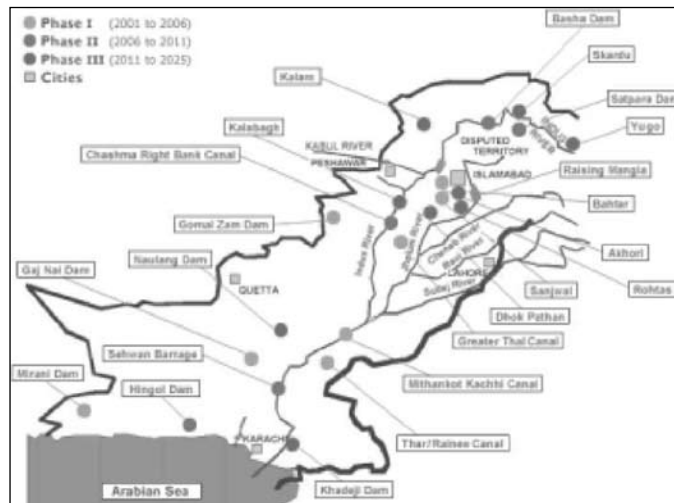 Phase I (2001 to 2006)
Phase II (2006 to 2011)
Phase III (2011 to 2025)
Cities
Basha Dam
Skardu
Kalam
Satpara Dam
Kalabagh
INDUS RIVER
Yugo
KABUL RIVER
DISPUTED TERRITORY
Chashma Right Bank Canal
PESHAWAR
ISLAMABAD
Raising Mangla
Bahtar
Gomal Zam Dam
Akhori
Naulang Dam
Indus River
Jhelum River
Chenab River
Ravi River
Gaj Nai Dam
LAHORE
Sanjwal
Rohtas
QUETTA
Sutlej River
Dhok Pathan
Greater Thal Canal
Sehwan Barrage
Mithankot Kachhi Canal
Mirani Dam
Hingol Dam
Thar/Rainee Canal
KARACHI
Khadeji Dam
Arabian Sea